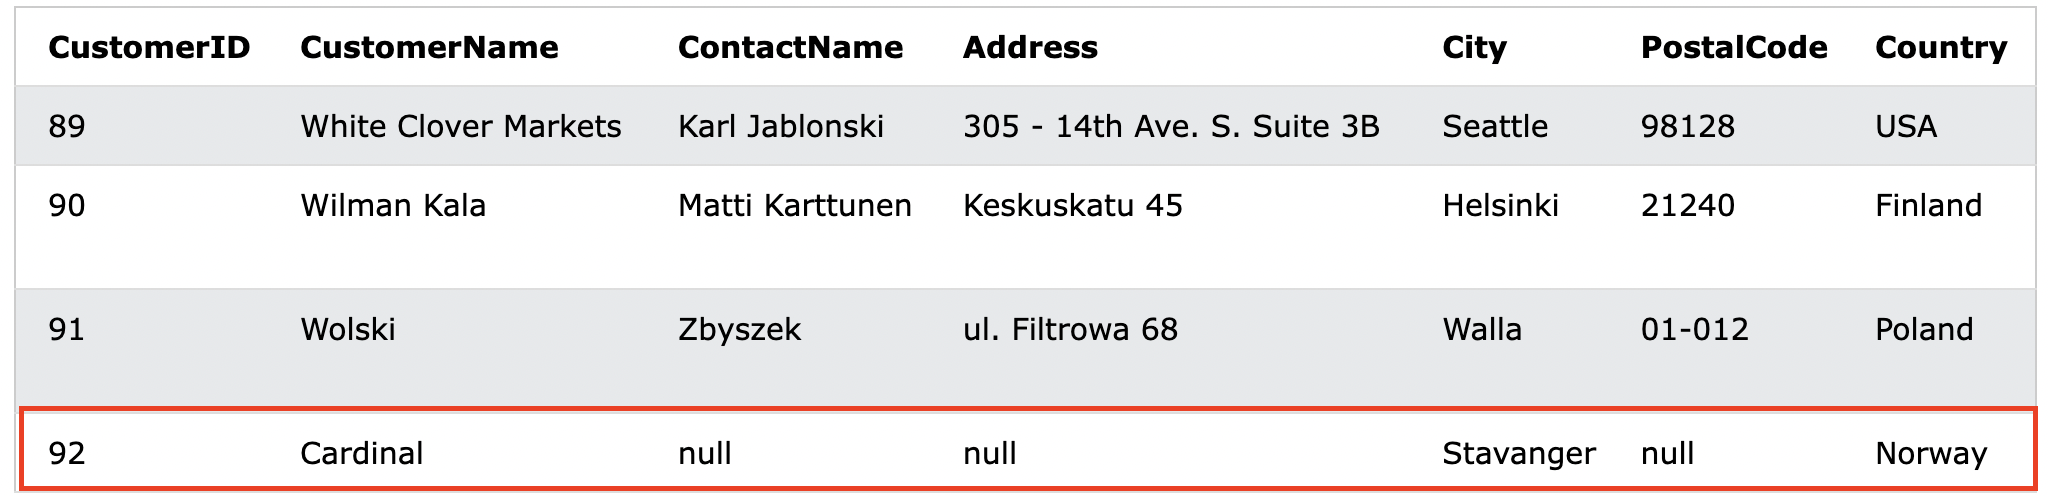 CustomerID CustomerName ContactName Address City PostalCode Country
89 White Clover Markets Karl Jablonski 305 - 14th Ave. S. Suite 3B Seattle 98128 USA
90 Wilman Kala Matti Karttunen Keskuskatu 45 Helsinki 21240 Finland
91 Wolski Zbyszek ul. Filtrowa 68 Walla 01-012 Poland
92 Cardinal null null Stavanger null Norway